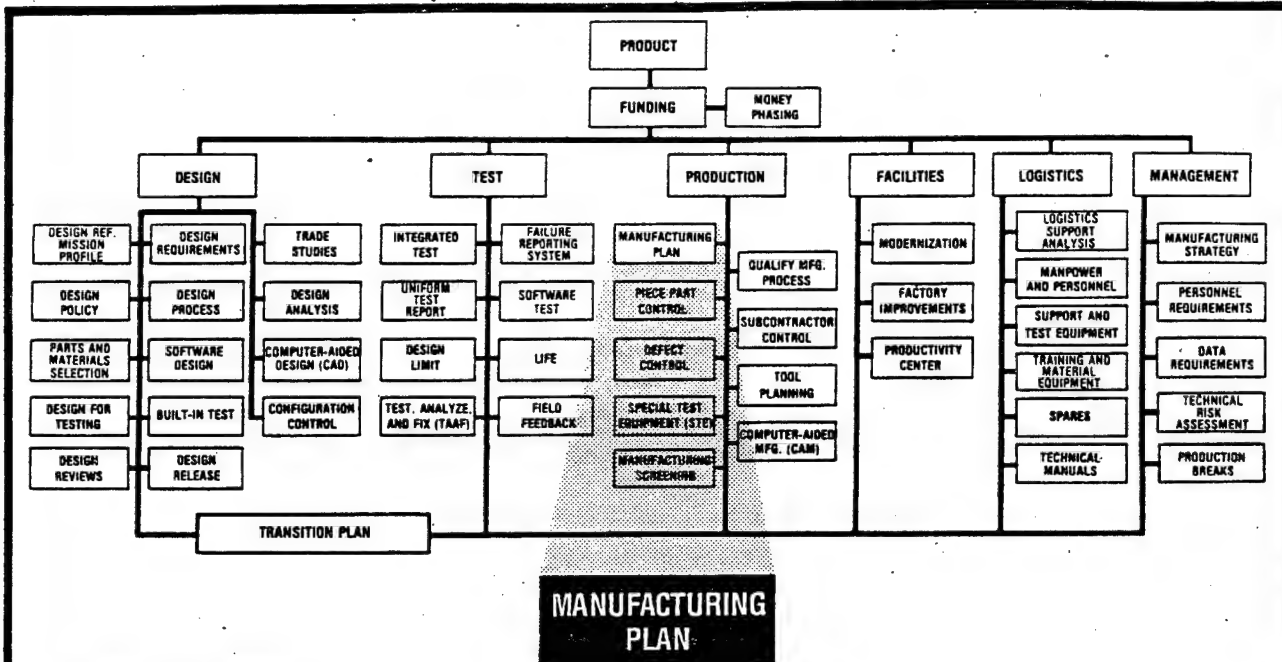 PRODUCT
FUNDING
MONEY
PHASING
DESIGN
TEST
PRODUCTION
FACILITIES
LOGISTICS
MANAGEMENT
DESIGN REF.
MISSION
PROFILE
DESIGN
REQUIREMENTS
TRADE
STUDIES
DESIGN
POLICY
DESIGN
PROCESS
DESIGN
ANALYSIS
PARTS AND
MATERIALS
SELECTION
SOFTWARE
DESIGN
COMPUTER-AIDED
DESIGN (CAD)
DESIGN FOR
TESTING
BUILT-IN TEST
CONFIGURATION
CONTROL
DESIGN
REVIEWS
DESIGN
RELEASE
INTEGRATED
TEST
FAILURE
REPORTING
SYSTEM
UNIFORM
TEST
REPORT
SOFTWARE
TEST
DESIGN
LIMIT
LIFE
TEST, ANALYZE,
AND FIX (TAAF)
FIELD
FEEDBACK
MANUFACTURING
PLAN
QUALIFY MFG.
PROCESS
PIECE PART
CONTROL
SUBCONTRACTOR
CONTROL
DEFECT
CONTROL
TOOL
PLANNING
SPECIAL TEST
EQUIPMENT (STE)
COMPUTER-AIDED
MFG. (CAM)
MANUFACTURING
SCREENING
MODERNIZATION
FACTORY
IMPROVEMENTS
PRODUCTIVITY
CENTER
LOGISTICS
SUPPORT
ANALYSIS
MANPOWER
AND PERSONNEL
SUPPORT AND
TEST EQUIPMENT
TRAINING AND
MATERIAL
EQUIPMENT
SPARES
TECHNICAL
MANUALS
MANUFACTURING
STRATEGY
PERSONNEL
REQUIREMENTS
DATA
REQUIREMENTS
TECHNICAL
RISK
ASSESSMENT
PRODUCTION
BREAKS
TRANSITION PLAN
MANUFACTURING
PLAN